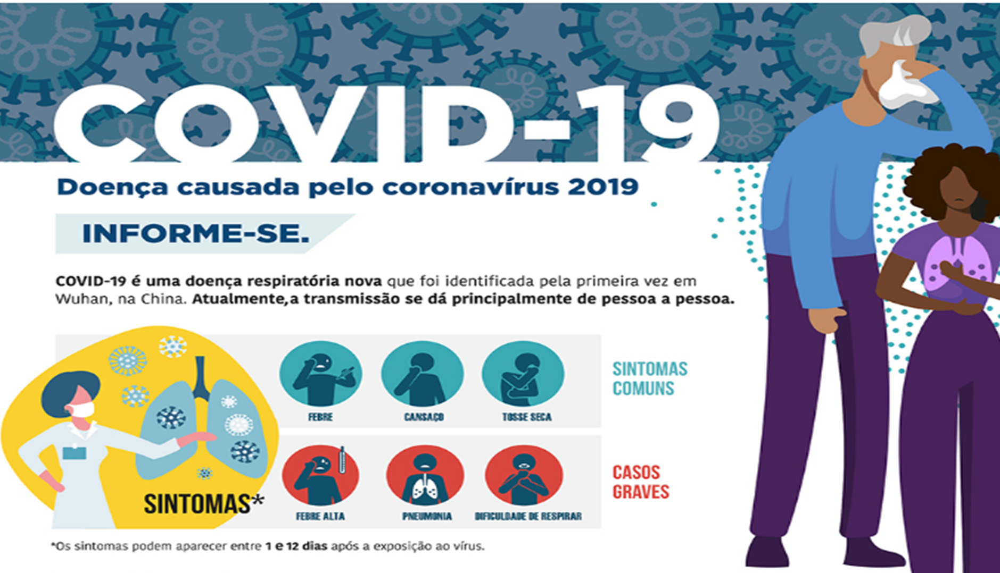 COVID-19
Doença causada pelo coronavírus 2019
INFORME-SE.
COVID-19 é uma doença respiratória nova que foi identificada pela primeira vez em
Wuhan, na China. Atualmente,a transmissão se dá principalmente de pessoa a pessoa.
FEBRE
CANSAÇO
TOSSE SECA
SINTOMAS
COMUNS
SINTOMAS*
FEBRE ALTA
PNEUMONIA
DIFICULDADE DE RESPIRAR
CASOS
GRAVES
*Os sintomas podem aparecer entre 1 e 12 dias após a exposição ao vírus.